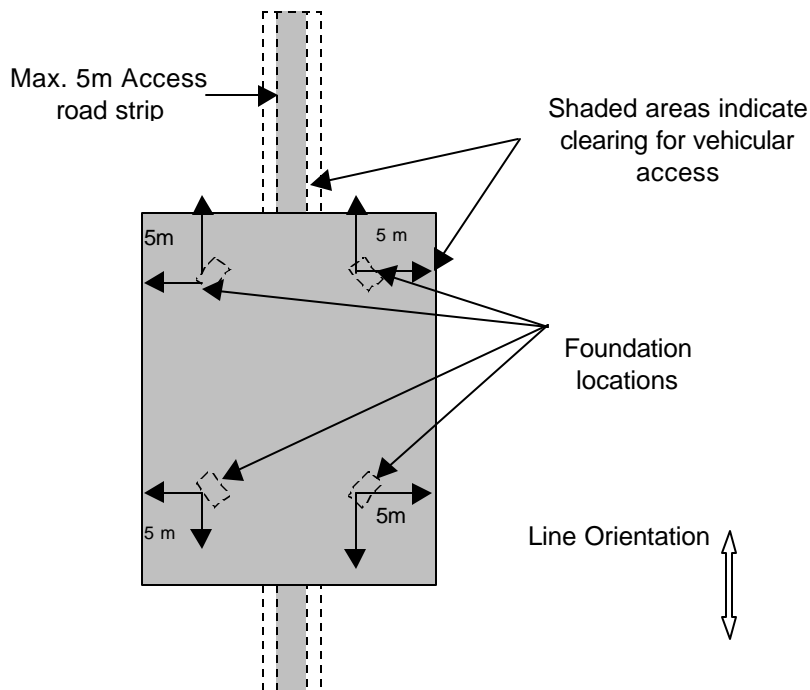 Max. 5m Access
road strip
Shaded areas indicate
clearing for vehicular
access
5m
5 m
Foundation
locations
5 m
5m
Line Orientation